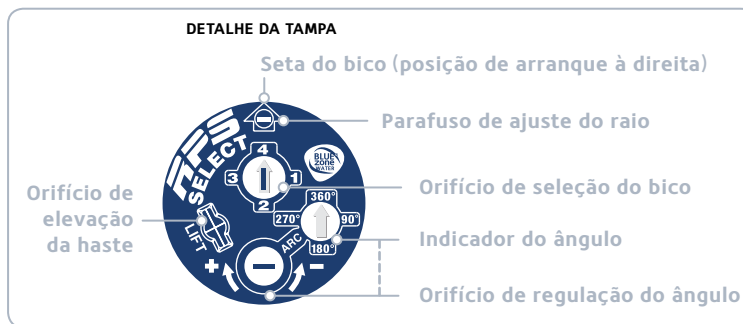 DETALHE DA TAMPA
Seta do bico (posição de arranque à direita)
Parafuso de ajuste do raio
Orifício de seleção do bico
Indicador do ângulo
Orifício de regulação do ângulo
Orifício de
elevação
da haste
RPS
SELECT
BLUE
zone
WATER
4
3
1
2
360°
270°
90°
180°
ARC
LIFT
+
-